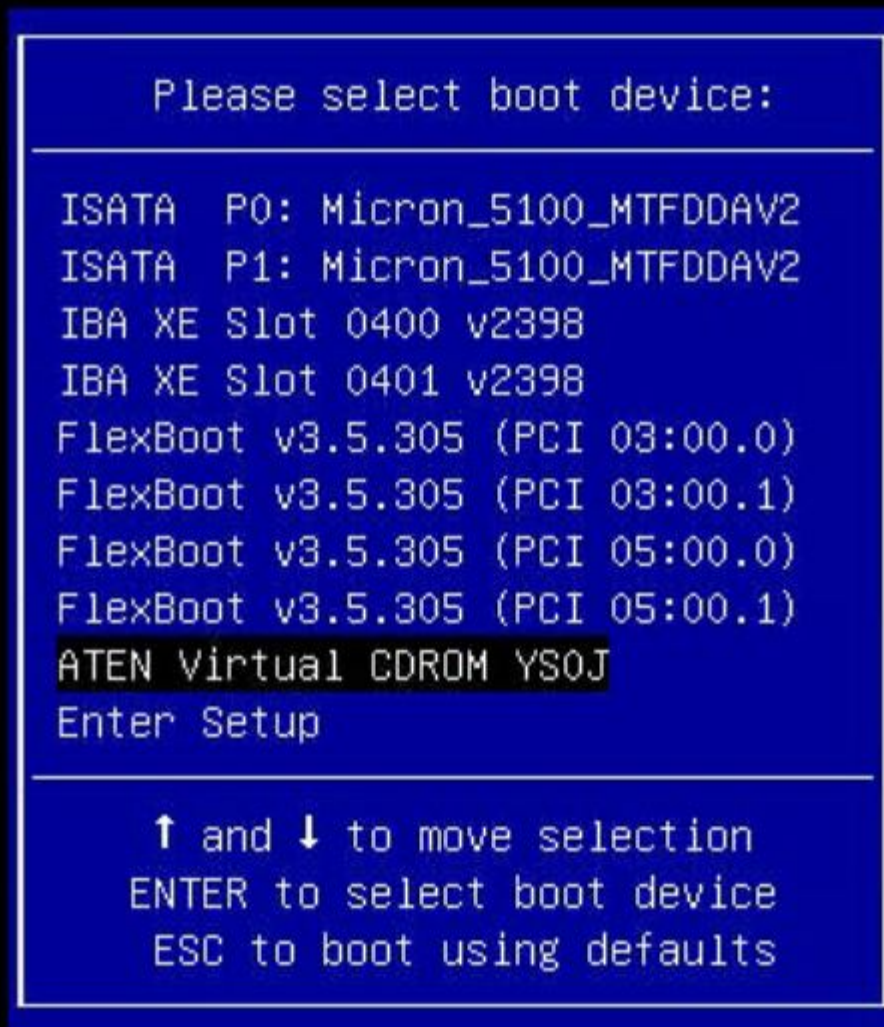 Please select boot device:
ISATA P0: Micron_5100_MTFDDAV2
ISATA P1: Micron_5100_MTFDDAV2
IBA XE Slot 0400 v2398
IBA XE Slot 0401 v2398
FlexBoot v3.5.305 (PCI 03:00.0)
FlexBoot v3.5.305 (PCI 03:00.1)
FlexBoot v3.5.305 (PCI 05:00.0)
FlexBoot v3.5.305 (PCI 05:00.1)
ATEN Virtual CDROM YS0J
Enter Setup
↑ and ↓ to move selection
ENTER to select boot device
ESC to boot using defaults